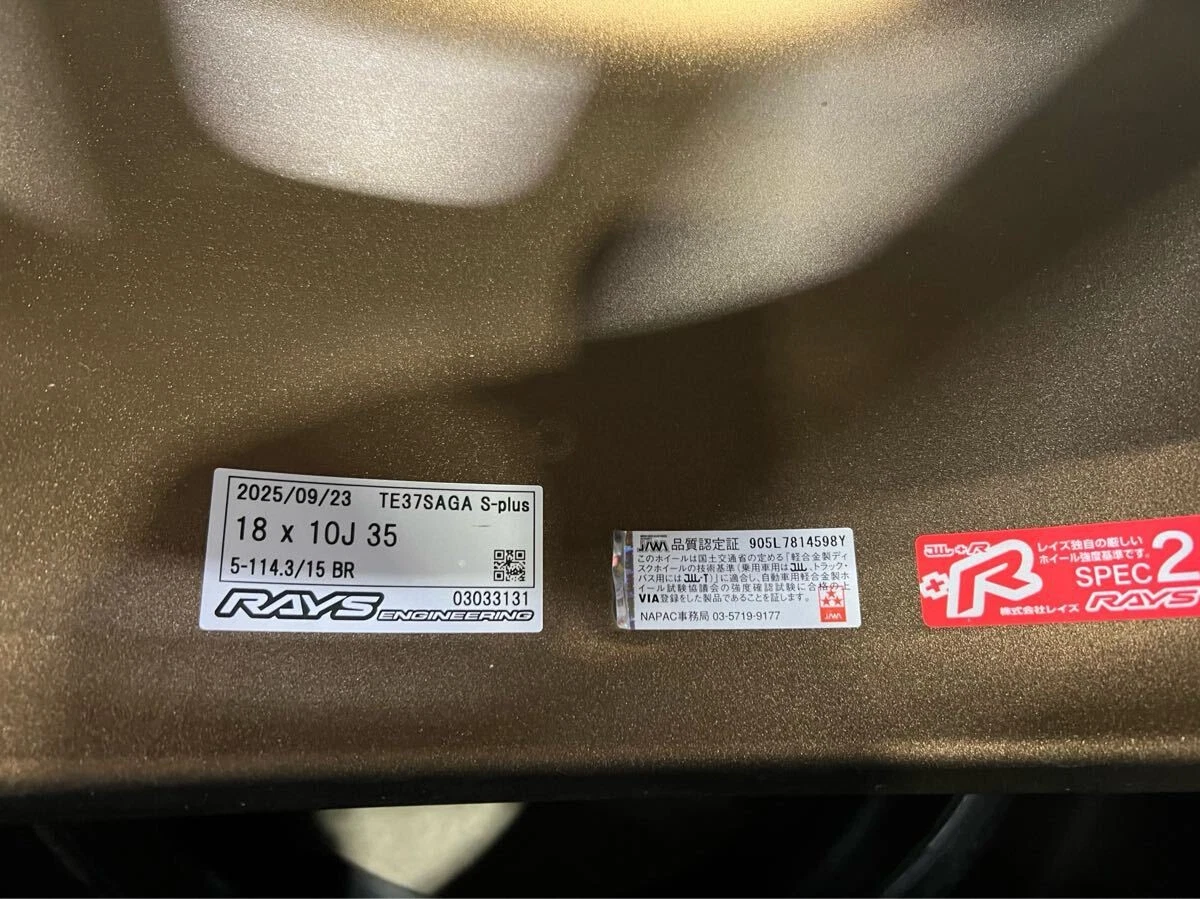 2025/09/23 TE37SAGA S-plus
18 x 10J 35
5-114.3/15 BR
03033131
RAYS ENGINEERING
JAWA 品質認定証 905L7814598Y
このホイールは国土交通省の定める「軽合金製ディ
スクホイールの技術基準(乗用車用はJWL、トラック・
バス用にはJWL-T)」に適合し、自動車用軽合金製ホ
イール試験協議会の強度確認試験に合格の上
VIA登録をした製品であることを証します。
NAPAC事務局 03-5719-9177
JAWA
JWL+R
レイズ独自の厳しい
ホイール強度基準です。
+R
SPEC2
株式会社レイズ RAYS